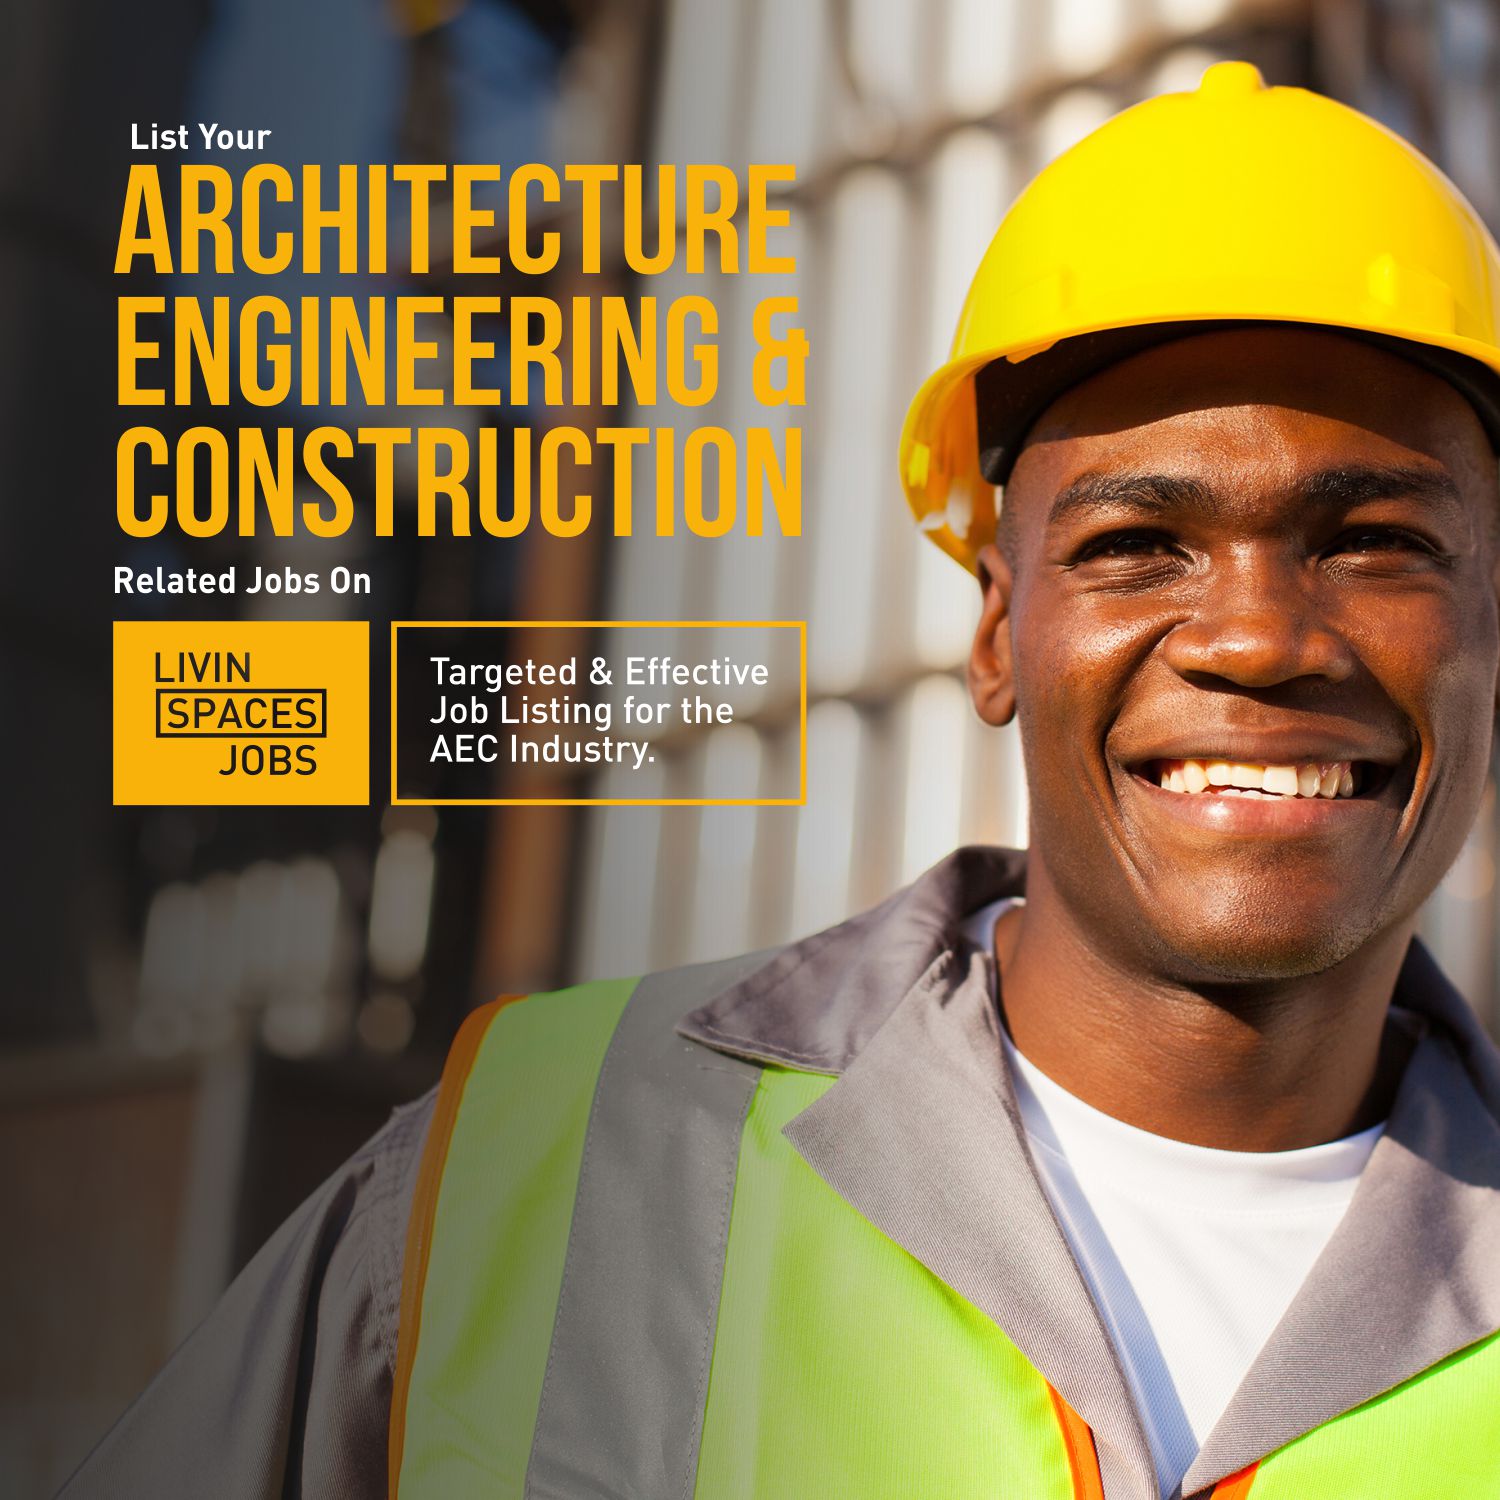 List Your
ARCHITECTURE
ENGINEERING &
CONSTRUCTION
Related Jobs On
LIVIN
SPACES
JOBS
Targeted & Effective
Job Listing for the
AEC Industry.